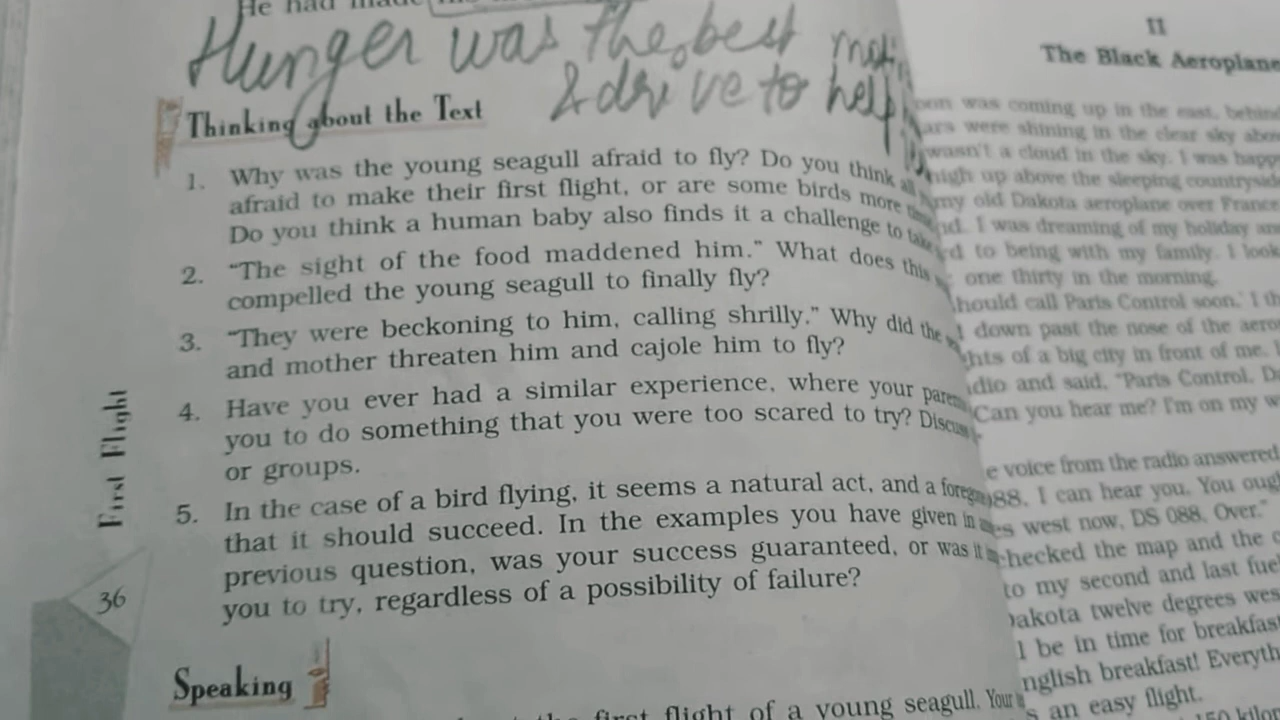 He had made
Hunger was the best
& drive to help
Thinking about the Text
1. Why was the young seagull afraid to fly? Do you think all
afraid to make their first flight, or are some birds more
Do you think a human baby also finds it a challenge to take
2. “The sight of the food maddened him.” What does this
compelled the young seagull to finally fly?
3. “They were beckoning to him, calling shrilly.” Why did the
and mother threaten him and cajole him to fly?
4. Have you ever had a similar experience, where your
you to do something that you were too scared to try? Discuss
or groups.
5. In the case of a bird flying, it seems a natural act, and a
that it should succeed. In the examples you have given in
previous question, was your success guaranteed, or was it
you to try, regardless of a possibility of failure?
First Flight
36
Speaking
first flight of a young seagull. Your
II
The Black Aeroplane
was coming up in the east,
were shining in the clear sky
wasn't a cloud in the sky. I was
high up above the sleeping
my old Dakota aeroplane over France
I was dreaming of my holiday
to being with my family. I
one thirty in the morning.
should call Paris Control soon.' I
down past the nose of the
of a big city in front of me.
and said, "Paris Control,
Can you hear me? I'm on my
voice from the radio answered
088, I can hear you. You
west now, DS 088, Over."
checked the map and the
to my second and last
Dakota twelve degrees
be in time for
English breakfast!
an easy flight.